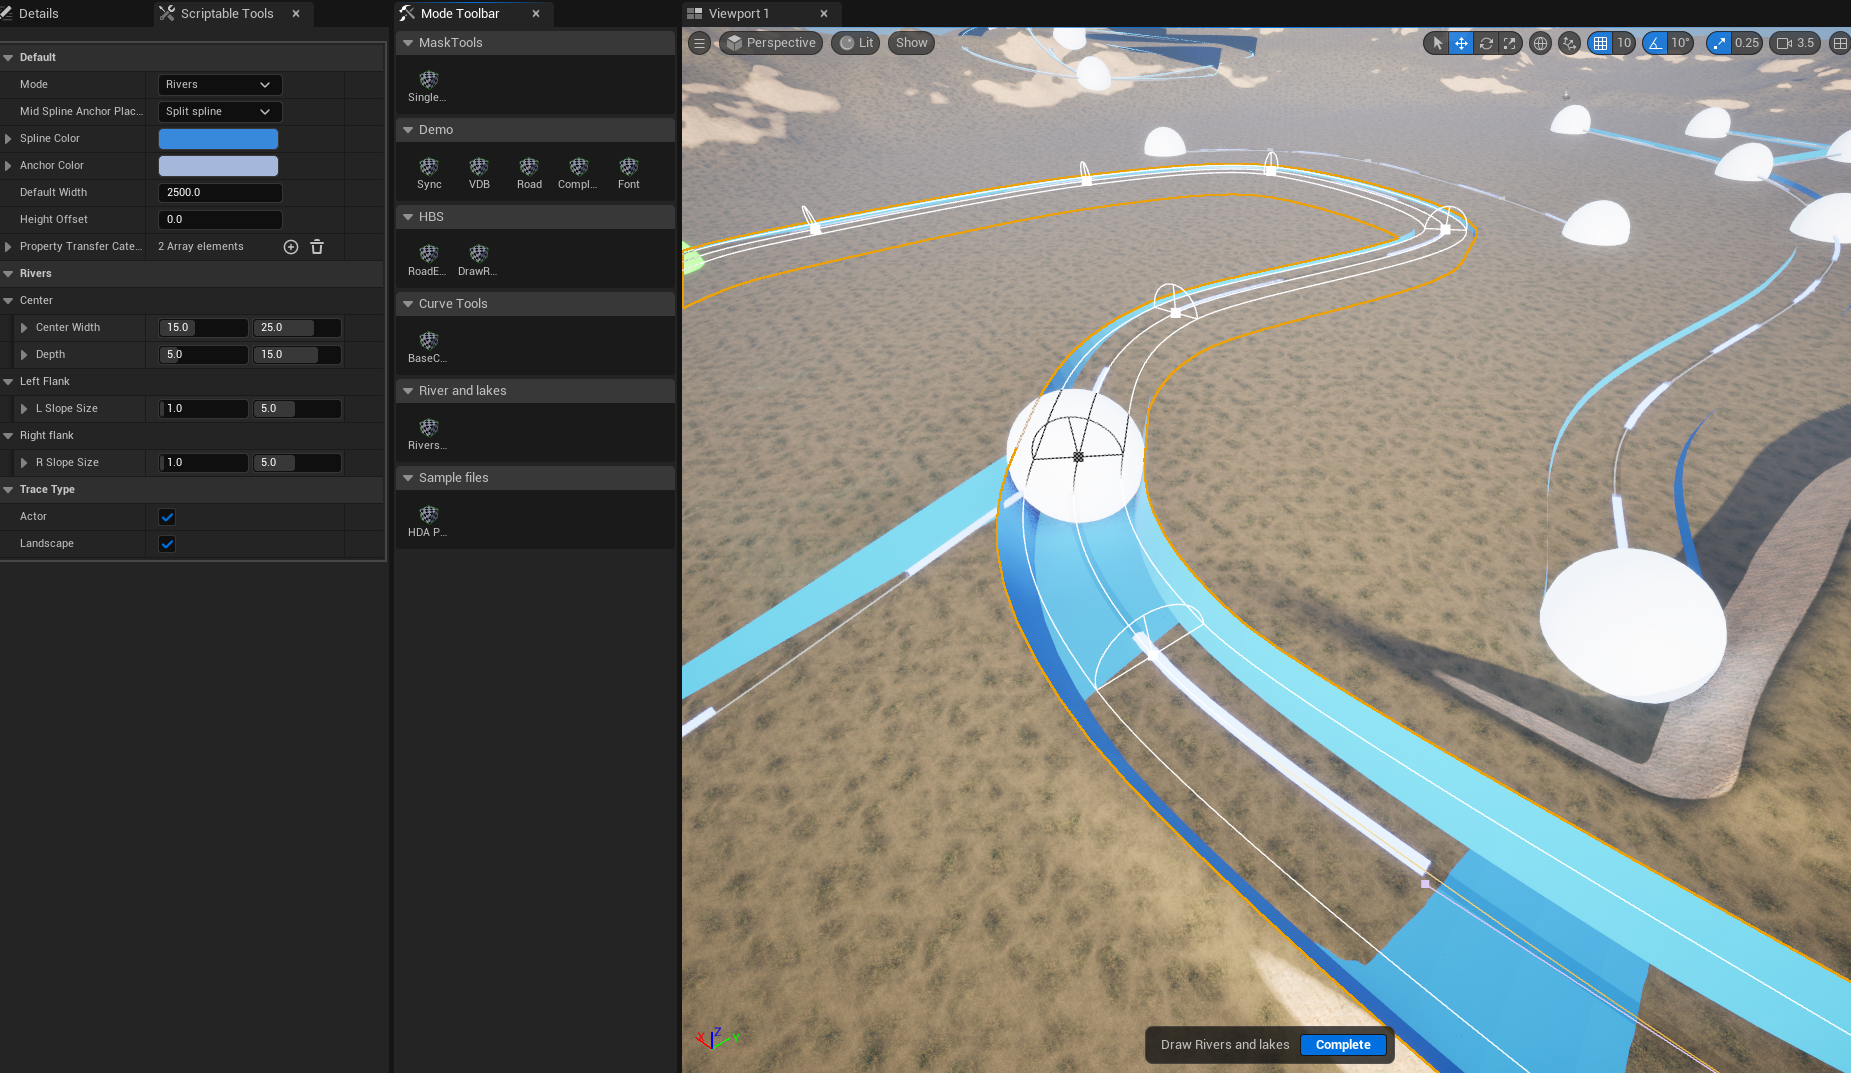 Details
Scriptable Tools
Default
Mode
Rivers
Mid Spline Anchor Plac...
Split spline
Spline Color
Anchor Color
Default Width
2500.0
Height Offset
0.0
Property Transfer Cate...
2 Array elements
Rivers
Center
Center Width
15.0
25.0
Depth
5.0
15.0
Left Flank
L Slope Size
1.0
5.0
Right flank
R Slope Size
1.0
5.0
Trace Type
Actor
Landscape
Mode Toolbar
MaskTools
Single...
Demo
Sync
VDB
Road
Compl...
Font
HBS
RoadE...
DrawR...
Curve Tools
BaseC...
River and lakes
Rivers...
Sample files
HDA P...
Viewport 1
Perspective
Lit
Show
10
10°
0.25
3.5
X
Z
Y
Draw Rivers and lakes
Complete